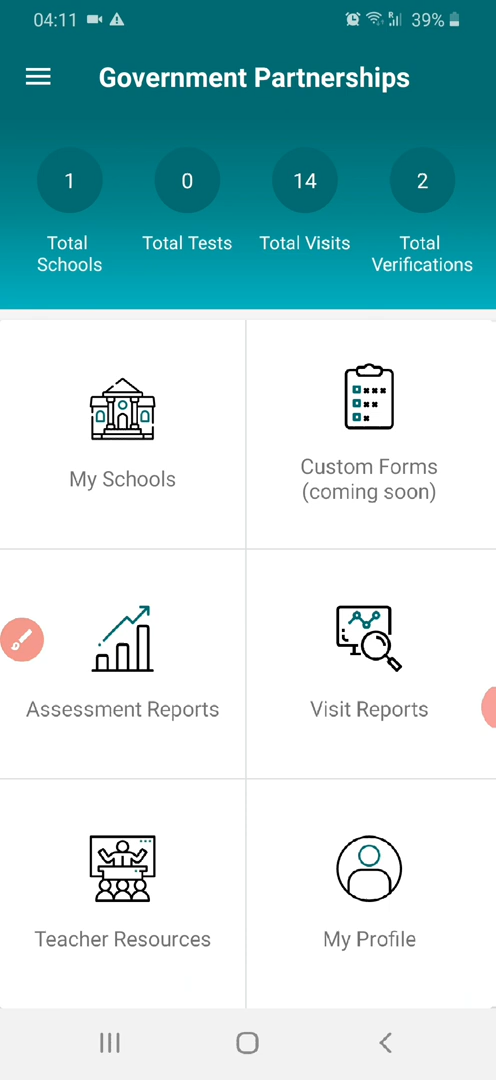 04:11
39%
Government Partnerships
1
0
14
2
Total Schools
Total Tests
Total Visits
Total Verifications
My Schools
Custom Forms
(coming soon)
Assessment Reports
Visit Reports
Teacher Resources
My Profile